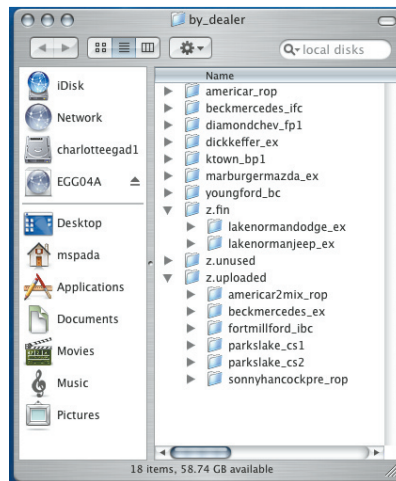 by_dealer
local disks
iDisk
Network
charlotteegad1
EGG04A
Desktop
mspada
Applications
Documents
Movies
Music
Pictures
Name
americar_rop
beckmercedes_ifc
diamondchev_fp1
dickkeffer_ex
ktown_bp1
marburgermazda_ex
youngford_bc
z.fin
lakenormandodge_ex
lakenormanjeep_ex
z.unused
z.uploaded
americar2mix_rop
beckmercedes_ex
fortmillford_ibc
parkslake_cs1
parkslake_cs2
sonnyhancockpre_rop
18 items, 58.74 GB available